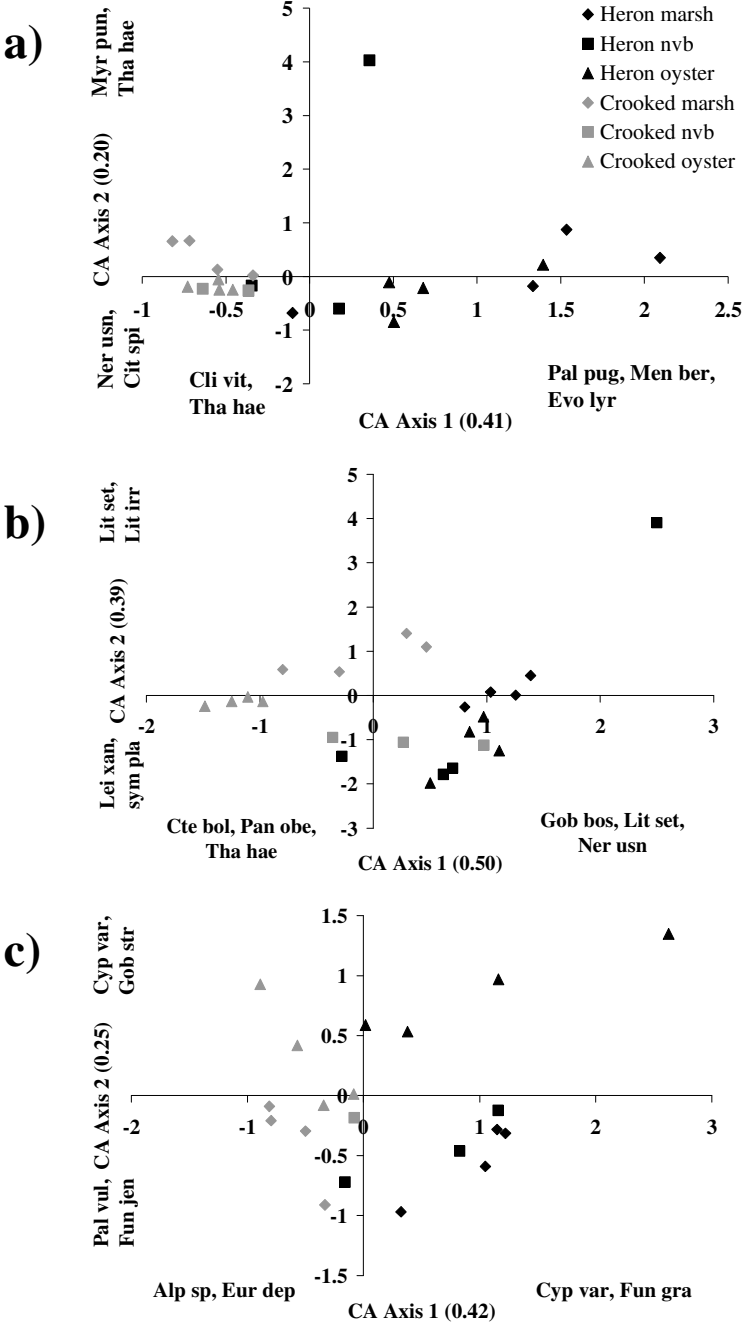 a)
Myr pun,
Tha hae
CA Axis 2 (0.20)
Ner usn,
Cit spi
5
4
3
2
1
0
-1
-2
-1
-0.5
0
0.5
1
1.5
2
2.5
Heron marsh
Heron nvb
Heron oyster
Crooked marsh
Crooked nvb
Crooked oyster
Cli vit,
Tha hae
Pal pug, Men ber,
Evo lyr
CA Axis 1 (0.41)
b)
Lit set,
Lit irr
CA Axis 2 (0.39)
Lei xan,
sym pla
5
4
3
2
1
0
-1
-2
-3
-2
-1
0
1
2
3
Cte bol, Pan obe,
Tha hae
Gob bos, Lit set,
Ner usn
CA Axis 1 (0.50)
c)
Cyp var,
Gob str
CA Axis 2 (0.25)
Pal vul,
Fun jen
1.5
1
0.5
0
-0.5
-1
-1.5
-2
-1
0
1
2
3
Alp sp, Eur dep
Cyp var, Fun gra
CA Axis 1 (0.42)